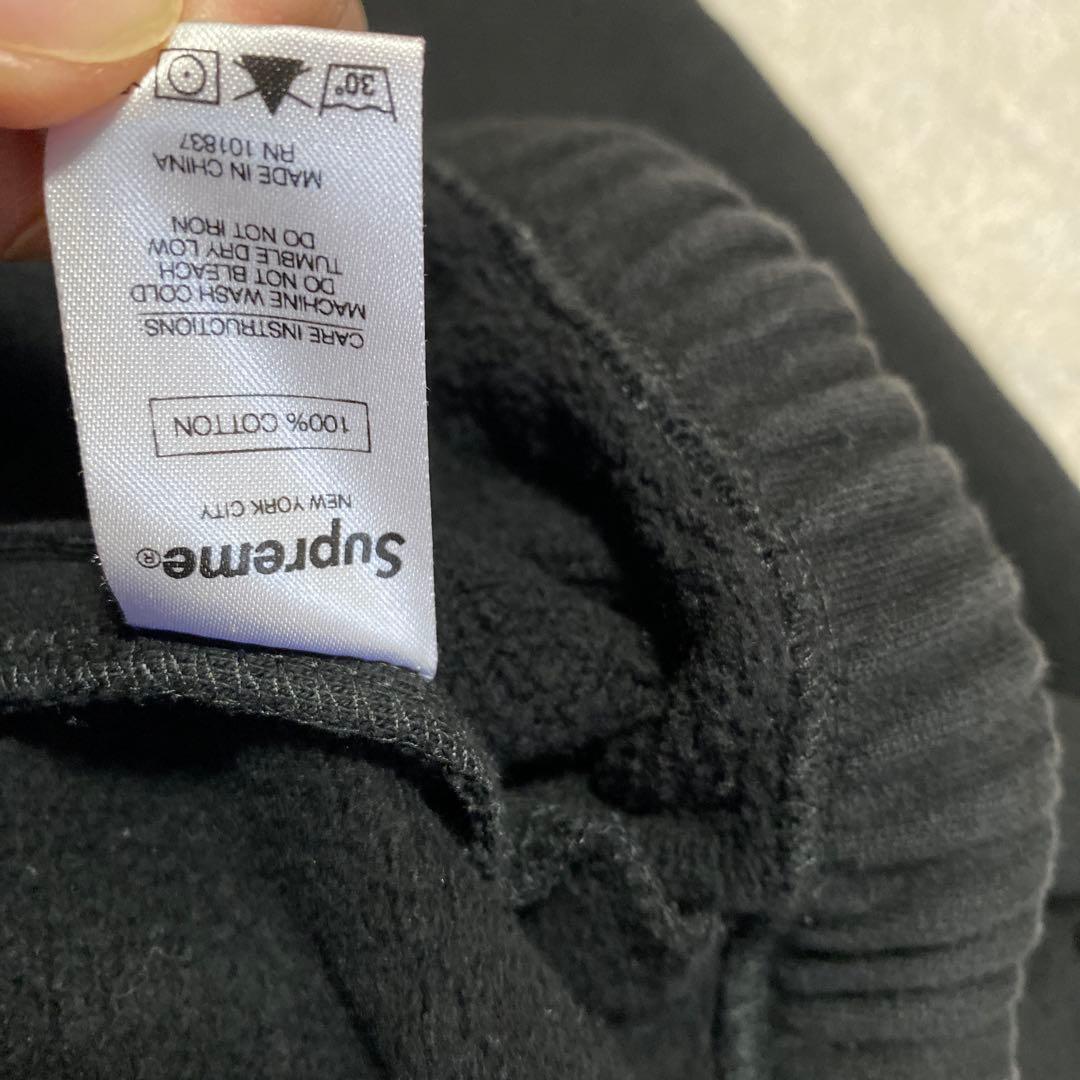 Supreme®
NEW YORK CITY
100% COTTON
CARE INSTRUCTIONS:
MACHINE WASH COLD
DO NOT BLEACH
TUMBLE DRY LOW
DO NOT IRON
MADE IN CHINA
RN 101837
30°